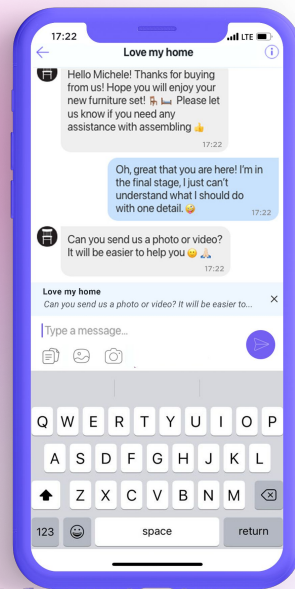 17:22
LTE
Love my home
Hello Michele! Thanks for buying
from us! Hope you will enjoy your
new furniture set! 🪑🛏️ Please let
us know if you need any
assistance with assembling 👍
17:22
Oh, great that you are here! I'm in
the final stage, I just can't
understand what I should do
with one detail. 🤪
17:22
Can you send us a photo or video?
It will be easier to help you 🙂 🙏🏻
17:22
Love my home
Can you send us a photo or video? It will be easier to...
Type a message...
Q W E R T Y U I O P
A S D F G H J K L
Z X C V B N M
123 space return